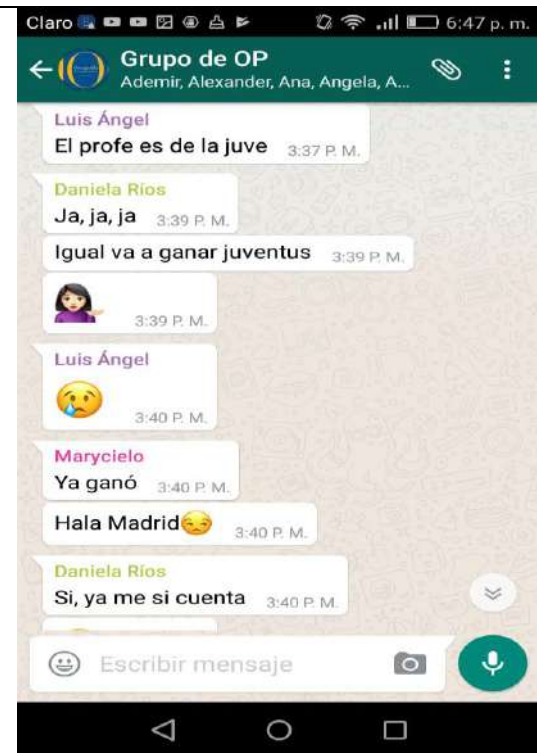 Claro 6:47 p. m.
Grupo de OP
Ademir, Alexander, Ana, Angela, A...
Luis Ángel
El profe es de la juve 3:37 P. M.
Daniela Ríos
Ja, ja, ja 3:39 P. M.
Igual va a ganar juventus 3:39 P. M.
3:39 P. M.
Luis Ángel
3:40 P. M.
Marycielo
Ya ganó 3:40 P. M.
Hala Madrid 3:40 P. M.
Daniela Ríos
Si, ya me si cuenta 3:40 P. M.
Escribir mensaje